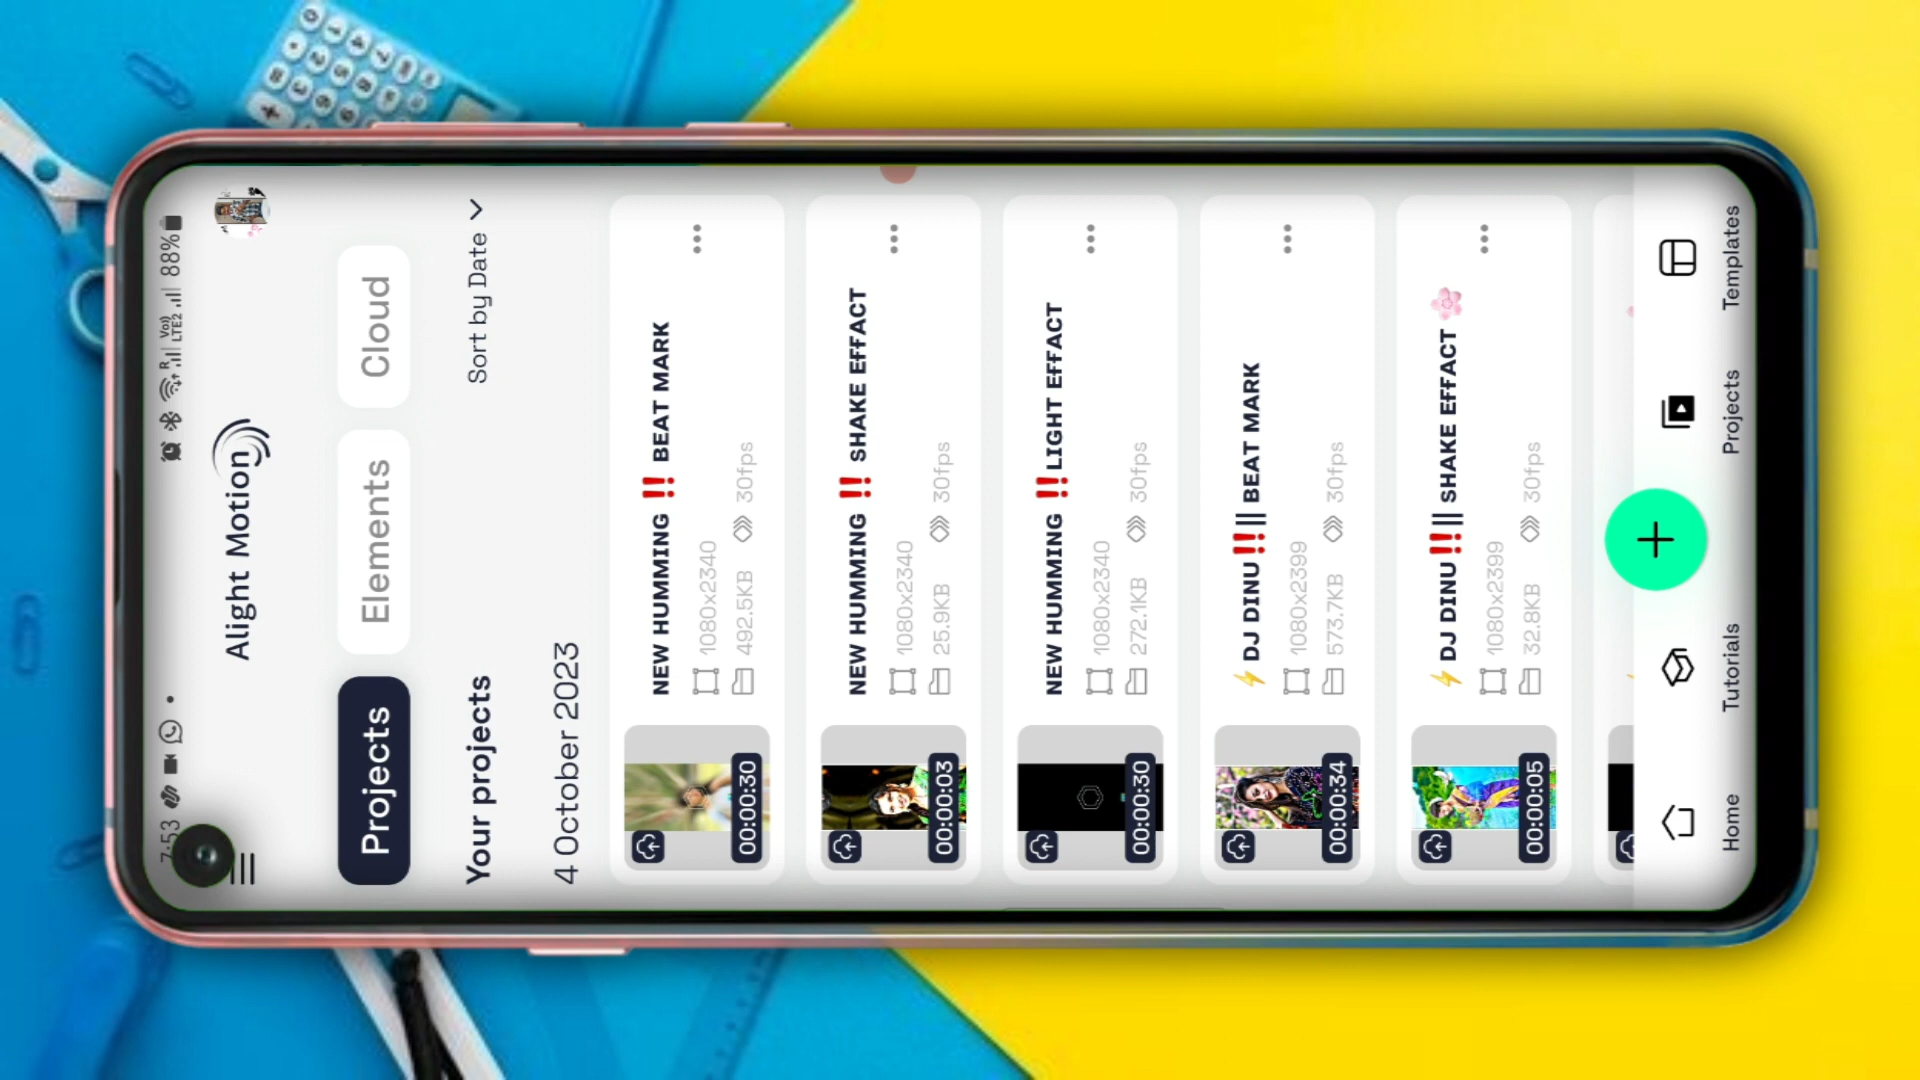 7:53
88%
Vo))
R
LTE2
Alight Motion
Projects
Elements
Cloud
Your projects
Sort by Date
4 October 2023
NEW HUMMING ‼️ BEAT MARK
1080x2340
492.5KB 30fps
00:00:30
NEW HUMMING ‼️ SHAKE EFFACT
1080x2340
25.9KB 30fps
00:00:03
NEW HUMMING ‼️ LIGHT EFFACT
1080x2340
272.1KB 30fps
00:00:30
⚡ DJ DINU ‼️ || BEAT MARK
1080x2399
573.7KB 30fps
00:00:34
⚡ DJ DINU ‼️ || SHAKE EFFACT 🌸
1080x2399
32.8KB 30fps
00:00:05
Home
Tutorials
Projects
Templates